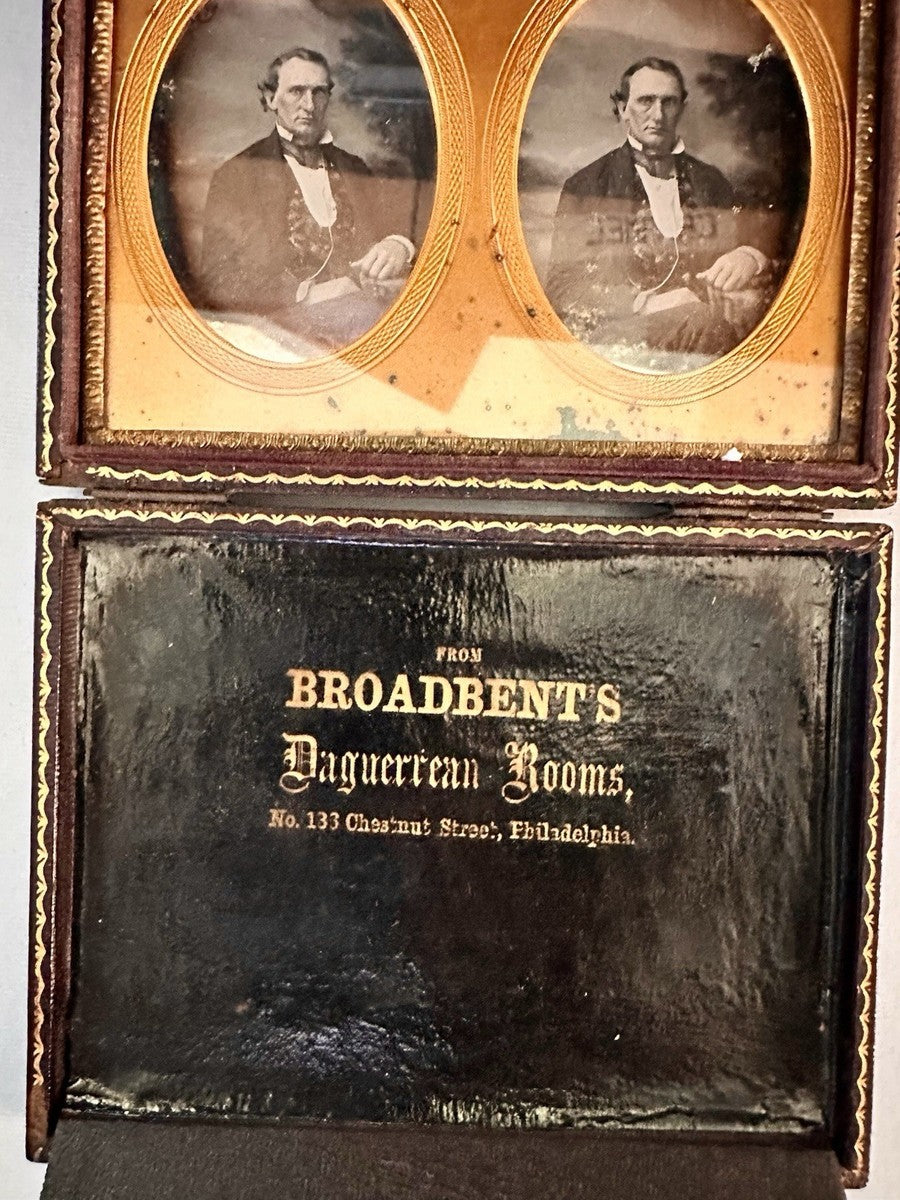 FROM
BROADBENT'S
Daguerrean Rooms,
No. 133 Chestnut Street, Philadelphia.